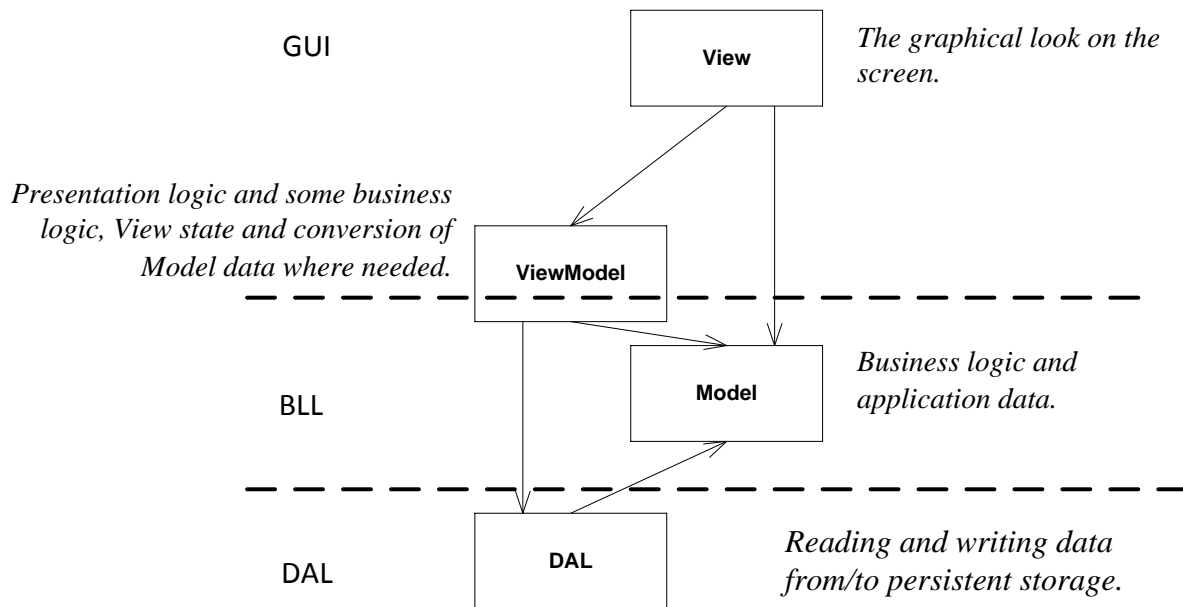 GUI
View
The graphical look on the
screen.
Presentation logic and some business
logic, View state and conversion of
Model data where needed.
ViewModel
BLL
Model
Business logic and
application data.
DAL
DAL
Reading and writing data
from/to persistent storage.